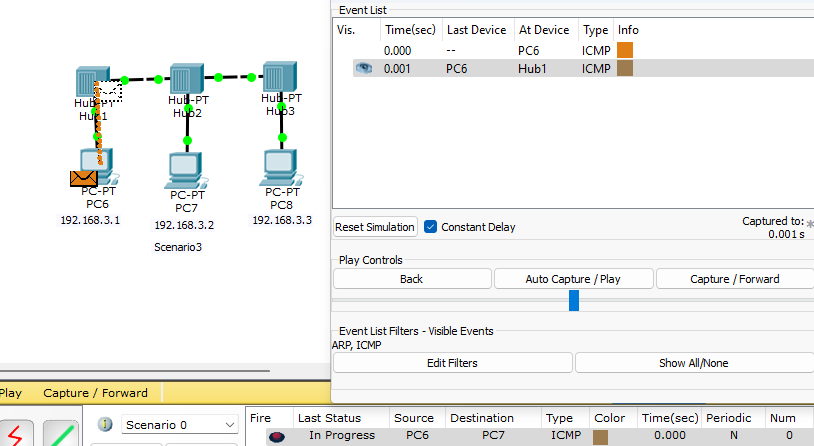 Hub-PT
Hub1
Hub-PT
Hub2
Hub-PT
Hub3
PC-PT
PC6
192.168.3.1
PC-PT
PC7
192.168.3.2
PC-PT
PC8
192.168.3.3
Scenario3
Event List
Vis. Time(sec) Last Device At Device Type Info
0.000 -- PC6 ICMP
0.001 PC6 Hub1 ICMP
Reset Simulation Constant Delay Captured to: *
0.001 s
Play Controls
Back Auto Capture / Play Capture / Forward
Event List Filters - Visible Events
ARP, ICMP
Edit Filters Show All/None
Play Capture / Forward
Scenario 0
Fire Last Status Source Destination Type Color Time(sec) Periodic Num
In Progress PC6 PC7 ICMP 0.000 N 0